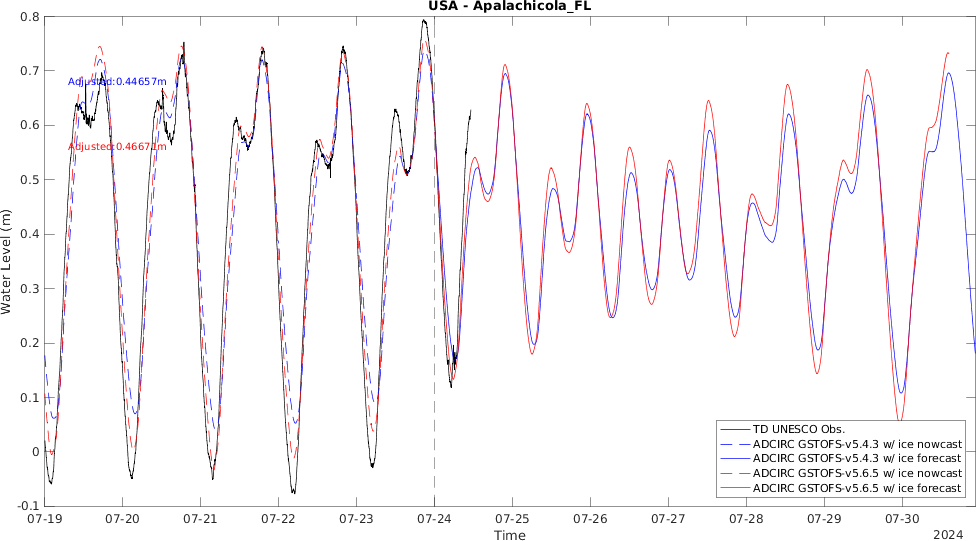 USA - Apalachicola_FL
0.8
0.7
0.6
0.5
0.4
0.3
0.2
0.1
0
-0.1
Water Level (m)
Adjusted:0.44657m
Adjusted:0.46671m
TD UNESCO Obs.
ADCIRC GSTOFS-v5.4.3 w/ ice nowcast
ADCIRC GSTOFS-v5.4.3 w/ ice forecast
ADCIRC GSTOFS-v5.6.5 w/ ice nowcast
ADCIRC GSTOFS-v5.6.5 w/ ice forecast
07-19 07-20 07-21 07-22 07-23 07-24 07-25 07-26 07-27 07-28 07-29 07-30
Time
2024